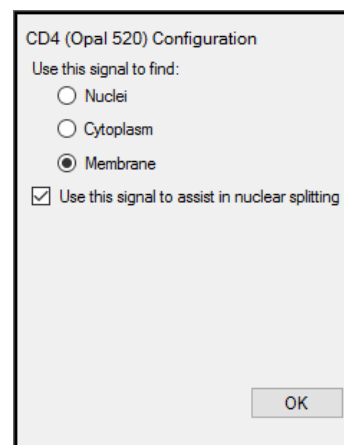 CD4 (Opal 520) Configuration
Use this signal to find:
Nuclei
Cytoplasm
Membrane
Use this signal to assist in nuclear splitting
OK